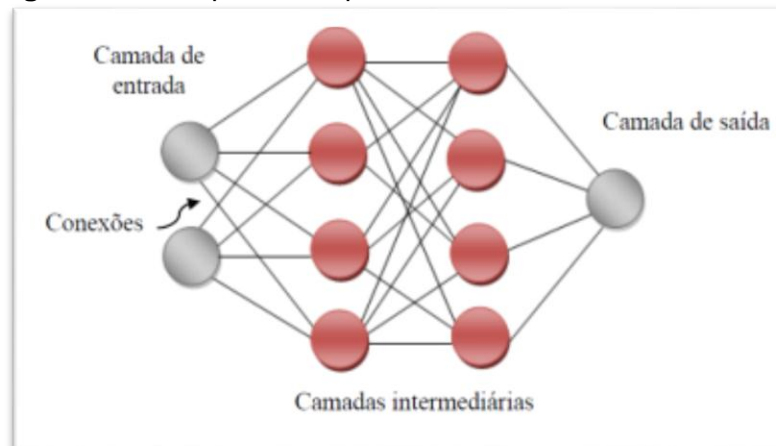 Camada de
entrada
Camada de saída
Conexões
Camadas intermediárias